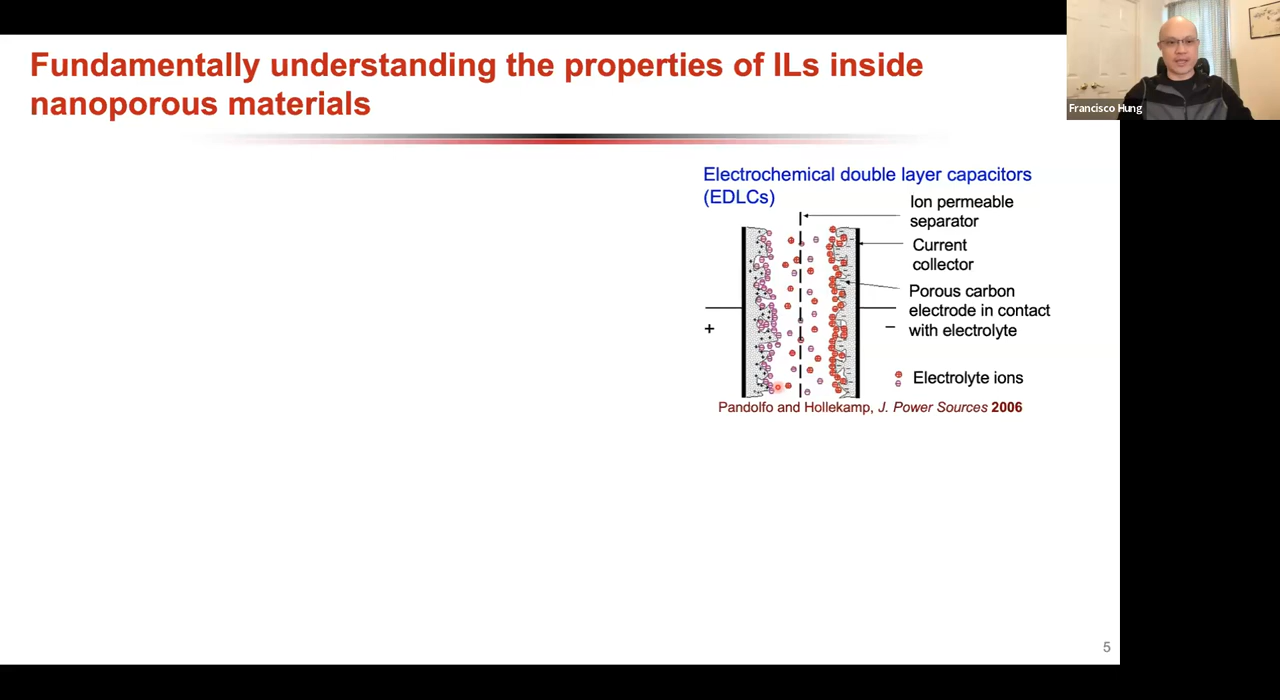 Fundamentally understanding the properties of ILs inside
nanoporous materials
Francisco Hung
Electrochemical double layer capacitors
(EDLCs)
Ion permeable
separator
Current
collector
Porous carbon
electrode in contact
with electrolyte
+
−
Electrolyte ions
Pandolfo and Hollekamp, J. Power Sources 2006
5